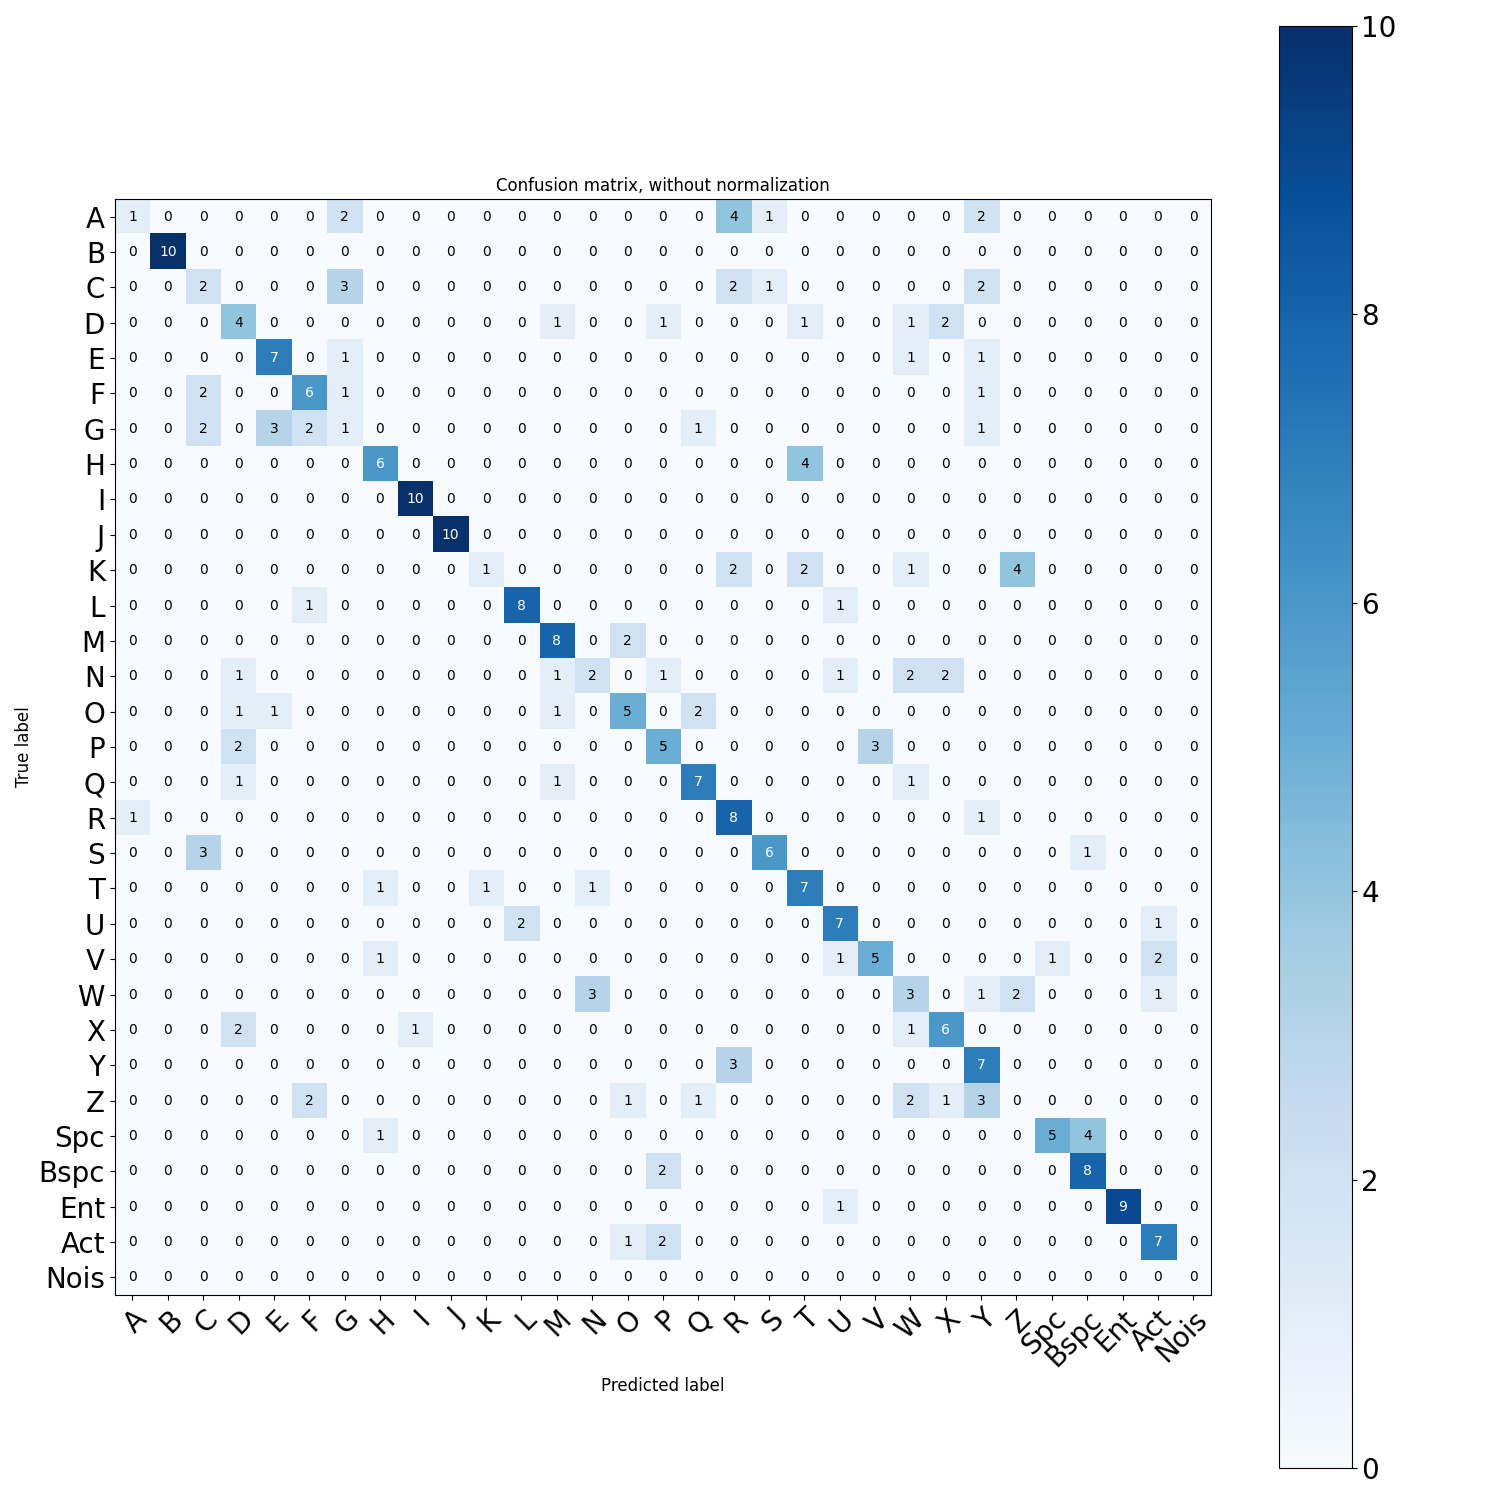 Confusion matrix, without normalization
A 1 0 0 0 0 0 2 0 0 0 0 0 0 0 0 0 0 4 1 0 0 0 0 0 2 0 0 0 0 0 0
B 0 10 0 0 0 0 0 0 0 0 0 0 0 0 0 0 0 0 0 0 0 0 0 0 0 0 0 0 0 0 0
C 0 0 2 0 0 0 3 0 0 0 0 0 0 0 0 0 0 2 1 0 0 0 0 0 2 0 0 0 0 0 0
D 0 0 0 4 0 0 0 0 0 0 0 0 1 0 0 1 0 0 0 1 0 0 1 2 0 0 0 0 0 0 0
E 0 0 0 0 7 0 1 0 0 0 0 0 0 0 0 0 0 0 0 0 0 0 1 0 1 0 0 0 0 0 0
F 0 0 2 0 0 6 1 0 0 0 0 0 0 0 0 0 0 0 0 0 0 0 0 0 1 0 0 0 0 0 0
G 0 0 2 0 3 2 1 0 0 0 0 0 0 0 0 0 1 0 0 0 0 0 0 0 1 0 0 0 0 0 0
H 0 0 0 0 0 0 0 6 0 0 0 0 0 0 0 0 0 0 0 4 0 0 0 0 0 0 0 0 0 0 0
I 0 0 0 0 0 0 0 0 10 0 0 0 0 0 0 0 0 0 0 0 0 0 0 0 0 0 0 0 0 0 0
J 0 0 0 0 0 0 0 0 0 10 0 0 0 0 0 0 0 0 0 0 0 0 0 0 0 0 0 0 0 0 0
K 0 0 0 0 0 0 0 0 0 0 1 0 0 0 0 0 0 2 0 2 0 0 1 0 0 4 0 0 0 0 0
L 0 0 0 0 0 1 0 0 0 0 0 8 0 0 0 0 0 0 0 0 1 0 0 0 0 0 0 0 0 0 0
M 0 0 0 0 0 0 0 0 0 0 0 0 8 0 2 0 0 0 0 0 0 0 0 0 0 0 0 0 0 0 0
N 0 0 0 1 0 0 0 0 0 0 0 0 1 2 0 1 0 0 0 0 1 0 2 2 0 0 0 0 0 0 0
O 0 0 0 1 1 0 0 0 0 0 0 0 1 0 5 0 2 0 0 0 0 0 0 0 0 0 0 0 0 0 0
P 0 0 0 2 0 0 0 0 0 0 0 0 0 0 0 5 0 0 0 0 0 3 0 0 0 0 0 0 0 0 0
Q 0 0 0 1 0 0 0 0 0 0 0 0 1 0 0 0 7 0 0 0 0 0 1 0 0 0 0 0 0 0 0
R 1 0 0 0 0 0 0 0 0 0 0 0 0 0 0 0 0 8 0 0 0 0 0 0 1 0 0 0 0 0 0
S 0 0 3 0 0 0 0 0 0 0 0 0 0 0 0 0 0 0 6 0 0 0 0 0 0 0 0 1 0 0 0
T 0 0 0 0 0 0 0 1 0 0 1 0 0 1 0 0 0 0 0 7 0 0 0 0 0 0 0 0 0 0 0
U 0 0 0 0 0 0 0 0 0 0 0 2 0 0 0 0 0 0 0 0 7 0 0 0 0 0 0 0 0 1 0
V 0 0 0 0 0 0 0 1 0 0 0 0 0 0 0 0 0 0 0 0 1 5 0 0 0 0 1 0 0 2 0
W 0 0 0 0 0 0 0 0 0 0 0 0 0 3 0 0 0 0 0 0 0 0 3 0 1 2 0 0 0 1 0
X 0 0 0 2 0 0 0 0 1 0 0 0 0 0 0 0 0 0 0 0 0 0 1 6 0 0 0 0 0 0 0
Y 0 0 0 0 0 0 0 0 0 0 0 0 0 0 0 0 0 3 0 0 0 0 0 0 7 0 0 0 0 0 0
Z 0 0 0 0 0 2 0 0 0 0 0 0 0 0 1 0 1 0 0 0 0 0 2 1 3 0 0 0 0 0 0
Spc 0 0 0 0 0 0 0 1 0 0 0 0 0 0 0 0 0 0 0 0 0 0 0 0 0 0 5 4 0 0 0
Bspc 0 0 0 0 0 0 0 0 0 0 0 0 0 0 0 2 0 0 0 0 0 0 0 0 0 0 0 8 0 0 0
Ent 0 0 0 0 0 0 0 0 0 0 0 0 0 0 0 0 0 0 0 0 1 0 0 0 0 0 0 0 9 0 0
Act 0 0 0 0 0 0 0 0 0 0 0 0 0 0 1 2 0 0 0 0 0 0 0 0 0 0 0 0 0 7 0
Nois 0 0 0 0 0 0 0 0 0 0 0 0 0 0 0 0 0 0 0 0 0 0 0 0 0 0 0 0 0 0 0
A B C D E F G H I J K L M N O P Q R S T U V W X Y Z Spc Bspc Ent Act Nois
Predicted label
True label
10
8
6
4
2
0